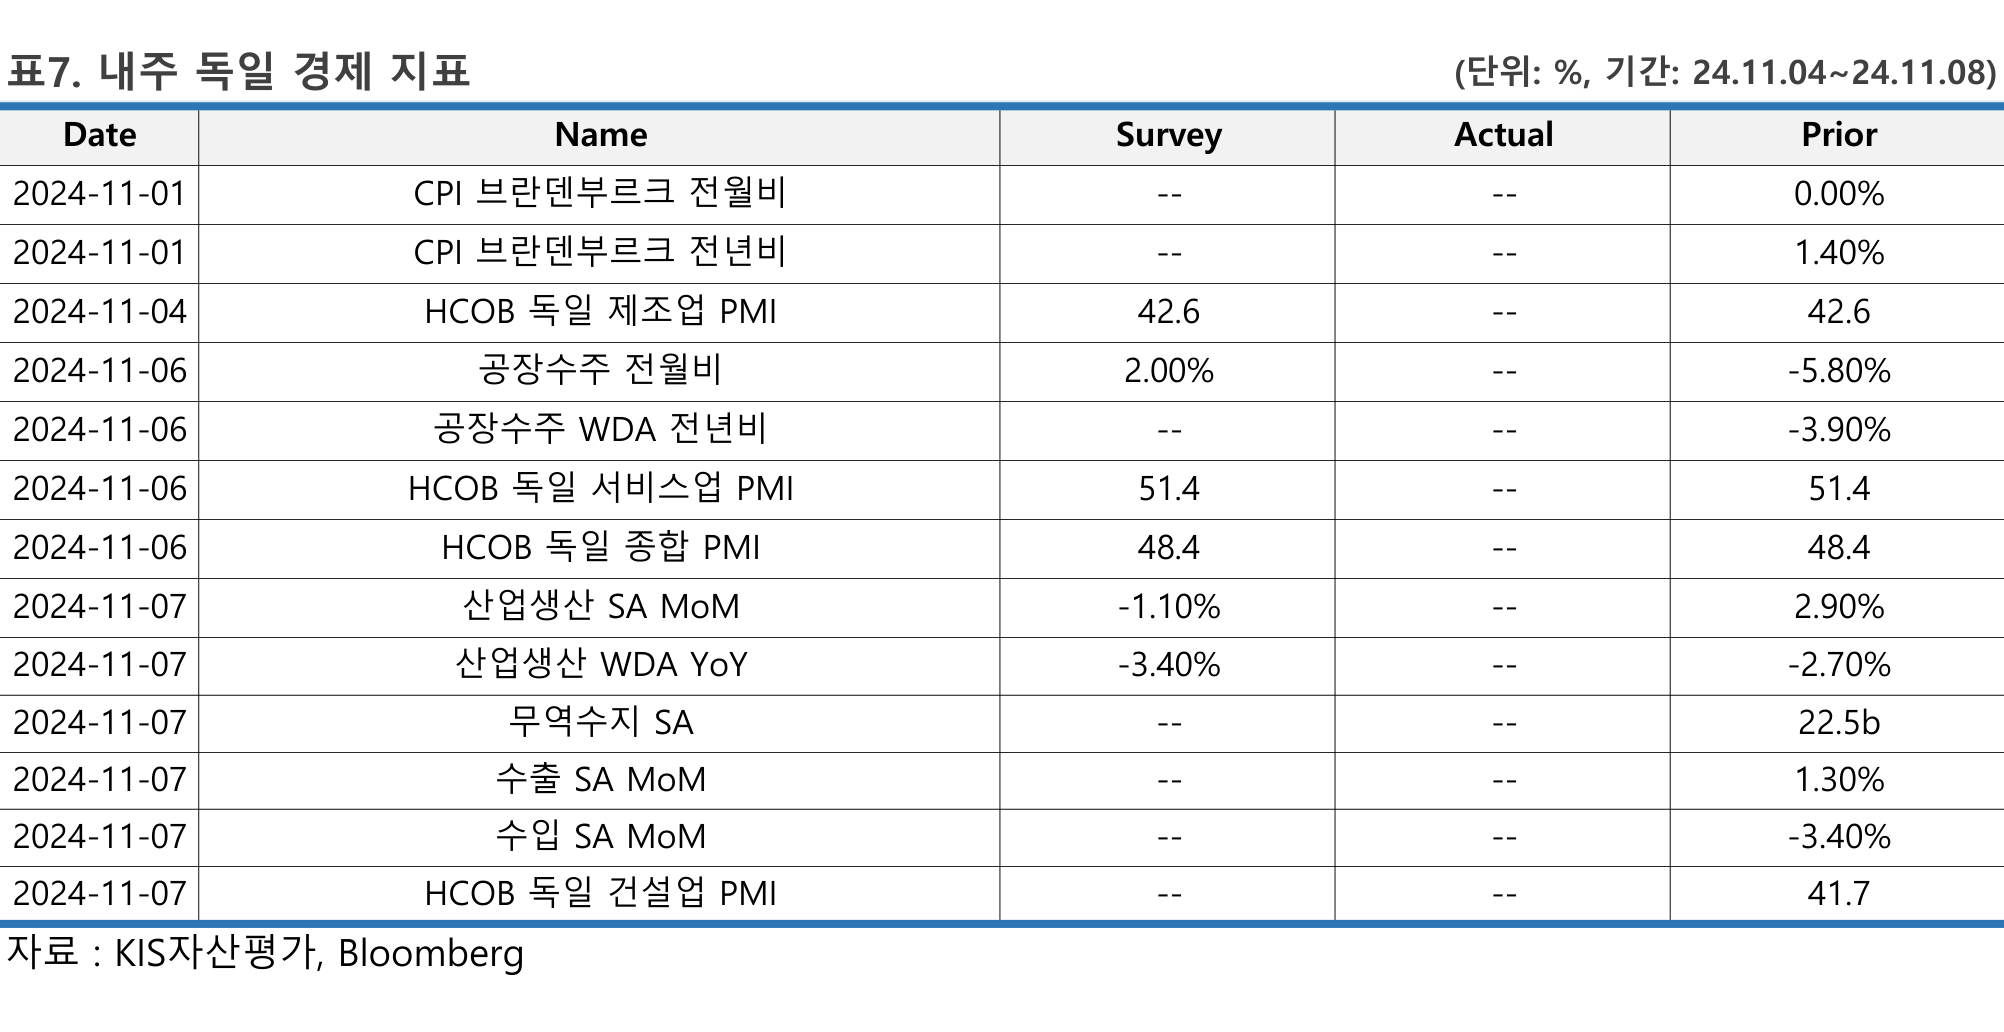 표7. 내주 독일 경제 지표 (단위: %, 기간: 24.11.04~24.11.08)
Date Name Survey Actual Prior
2024-11-01 CPI 브란덴부르크 전월비 -- -- 0.00%
2024-11-01 CPI 브란덴부르크 전년비 -- -- 1.40%
2024-11-04 HCOB 독일 제조업 PMI 42.6 -- 42.6
2024-11-06 공장수주 전월비 2.00% -- -5.80%
2024-11-06 공장수주 WDA 전년비 -- -- -3.90%
2024-11-06 HCOB 독일 서비스업 PMI 51.4 -- 51.4
2024-11-06 HCOB 독일 종합 PMI 48.4 -- 48.4
2024-11-07 산업생산 SA MoM -1.10% -- 2.90%
2024-11-07 산업생산 WDA YoY -3.40% -- -2.70%
2024-11-07 무역수지 SA -- -- 22.5b
2024-11-07 수출 SA MoM -- -- 1.30%
2024-11-07 수입 SA MoM -- -- -3.40%
2024-11-07 HCOB 독일 건설업 PMI -- -- 41.7
자료 : KIS자산평가, Bloomberg